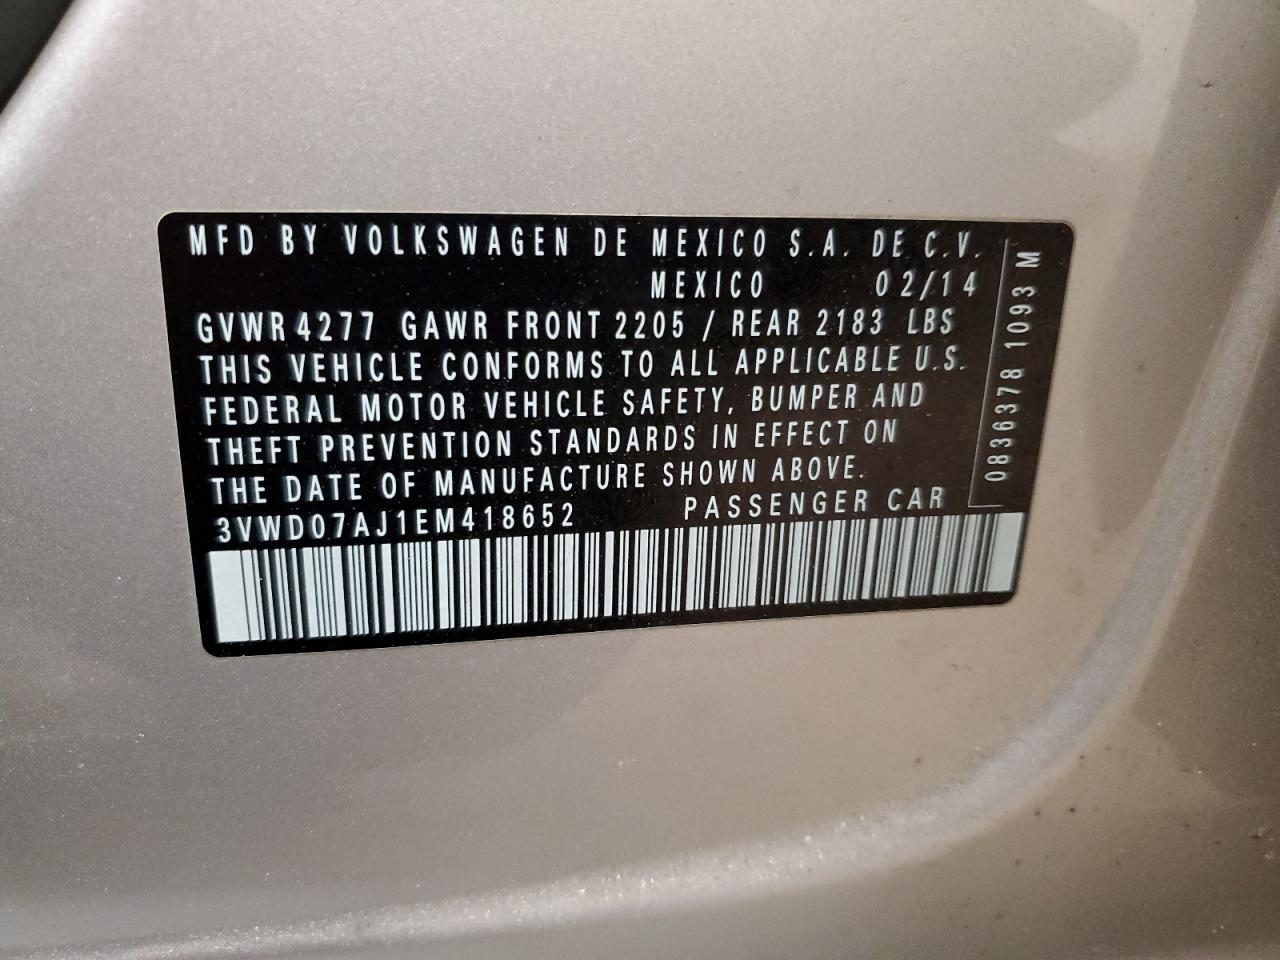 MFD BY VOLKSWAGEN DE MEXICO S.A. DE C.V.
MEXICO 02/14
GVWR 4277 GAWR FRONT 2205 / REAR 2183 LBS
THIS VEHICLE CONFORMS TO ALL APPLICABLE U.S.
FEDERAL MOTOR VEHICLE SAFETY, BUMPER AND
THEFT PREVENTION STANDARDS IN EFFECT ON
THE DATE OF MANUFACTURE SHOWN ABOVE.
3VWD07AJ1EM418652 PASSENGER CAR
0836378 1093 M